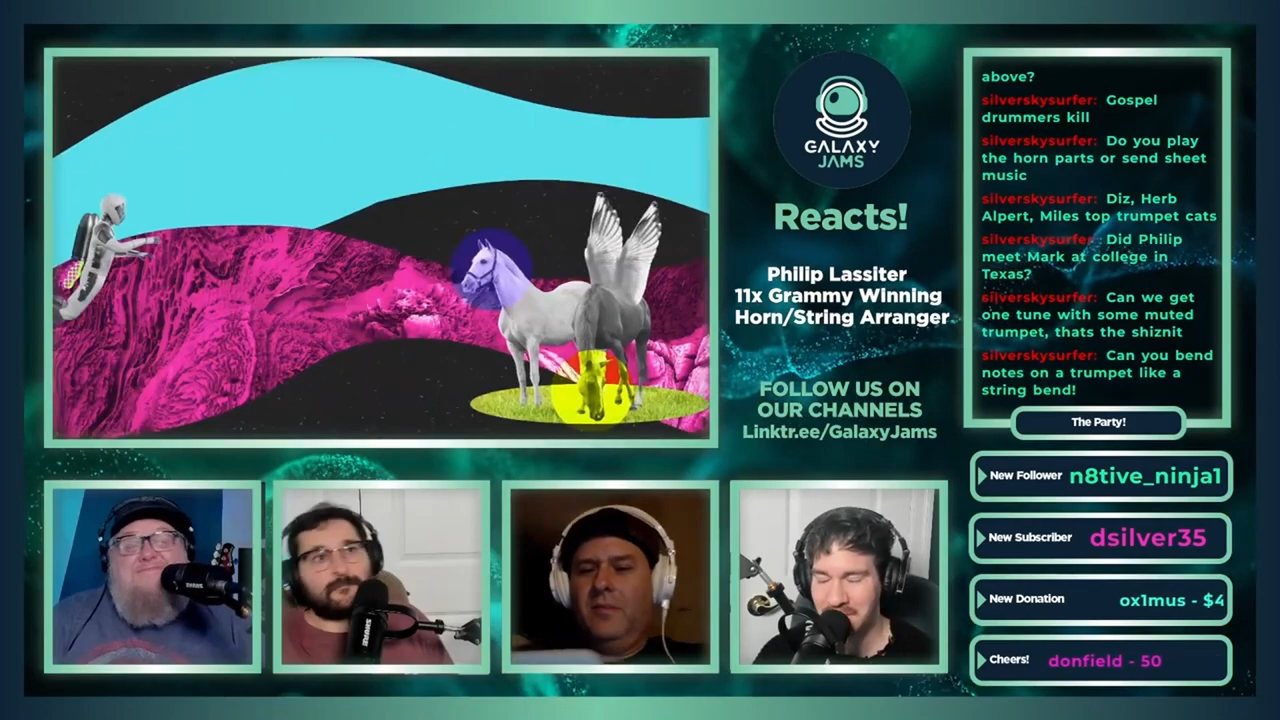 GALAXY
JAMS
Reacts!
Philip Lassiter
11x Grammy Winning
Horn/String Arranger
FOLLOW US ON
OUR CHANNELS
Linktr.ee/GalaxyJams
above?
silverskysurfer: Gospel
drummers kill
silverskysurfer: Do you play
the horn parts or send sheet
music
silverskysurfer: Diz, Herb
Alpert, Miles top trumpet cats
silverskysurfer: Did Philip
meet Mark at college in
Texas?
silverskysurfer: Can we get
one tune with some muted
trumpet, thats the shiznit
silverskysurfer: Can you bend
notes on a trumpet like a
string bend!
The Party!
New Follower n8tive_ninja1
New Subscriber dsilver35
New Donation ox1mus - $4
Cheers! donfield - 50
SHURE